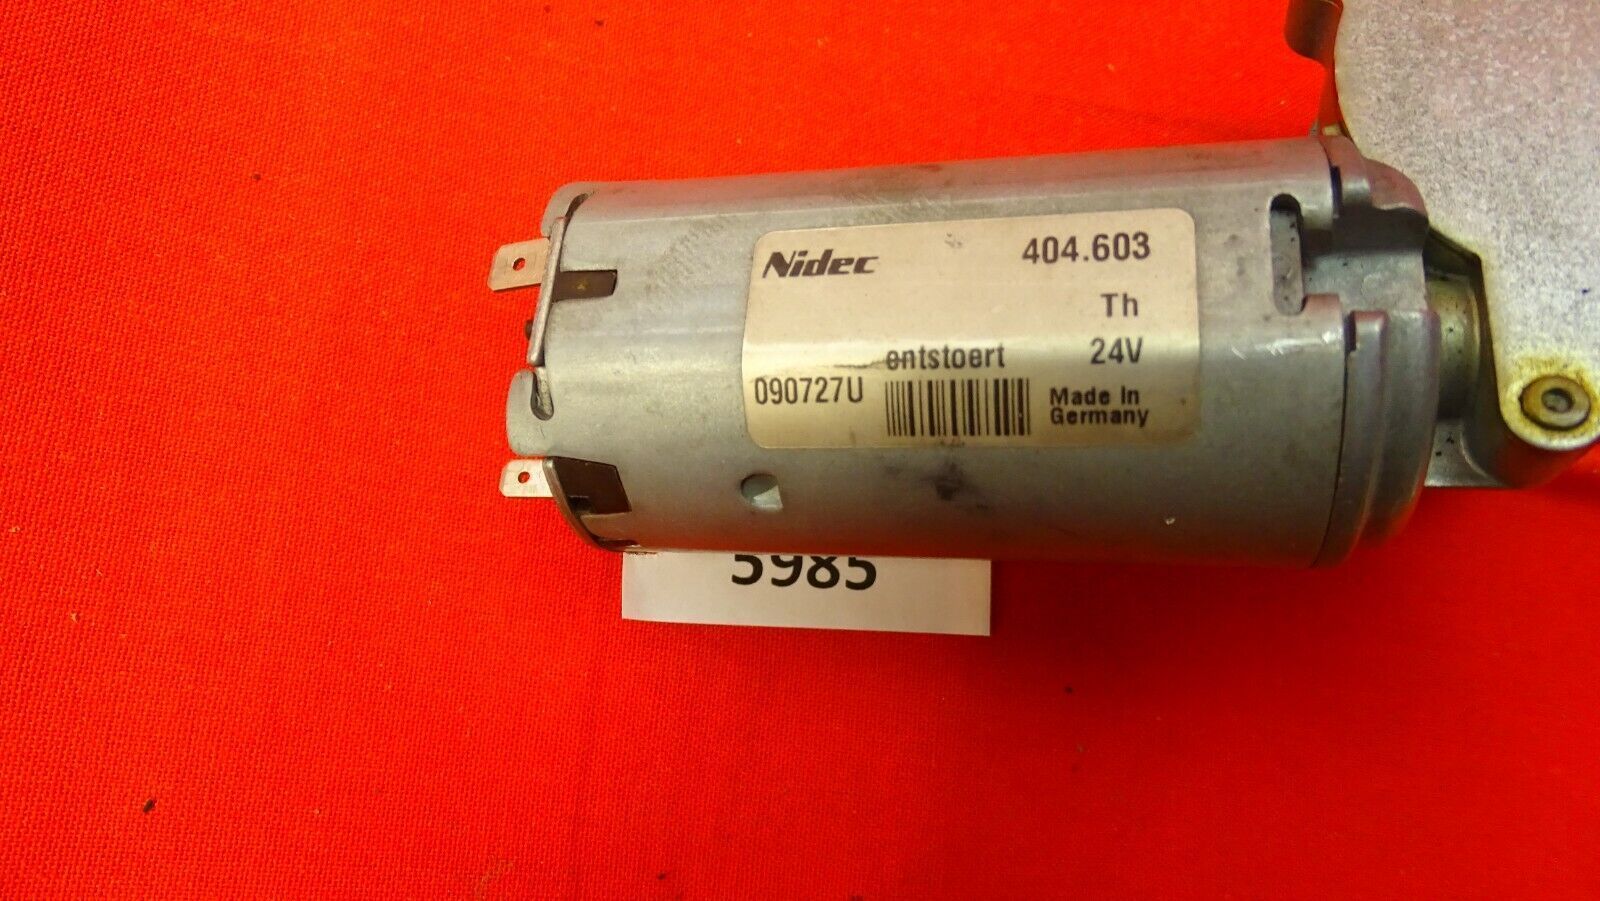 Nidec 404.603
Th
entstoert 24V
090727U Made In
Germany
5985